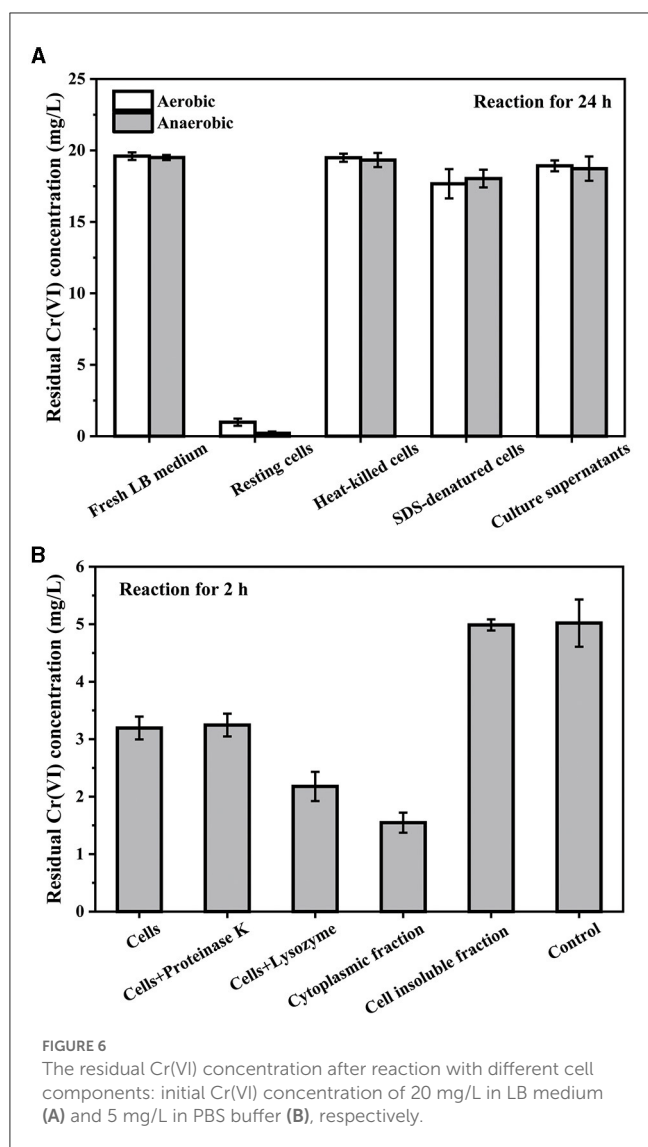 A
Residual Cr(VI) concentration (mg/L)
25
20
15
10
5
0
Aerobic
Anaerobic
Reaction for 24 h
Fresh LB medium
Resting cells
Heat-killed cells
SDS-denatured cells
Culture supernatants
B
Residual Cr(VI) concentration (mg/L)
6
5
4
3
2
1
0
Reaction for 2 h
Cells
Cells+Proteinase K
Cells+Lysozyme
Cytoplasmic fraction
Cell insoluble fraction
Control
FIGURE 6
The residual Cr(VI) concentration after reaction with different cell
components: initial Cr(VI) concentration of 20 mg/L in LB medium
(A) and 5 mg/L in PBS buffer (B), respectively.